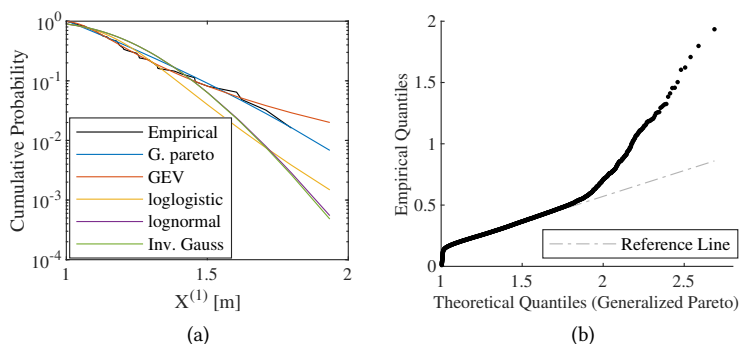 10^0
10^-1
10^-2
10^-3
10^-4
Cumulative Probability
Empirical
G. pareto
GEV
loglogistic
lognormal
Inv. Gauss
1
1.5
2
X^(1) [m]
(a)
2
1.5
1
0.5
0
Empirical Quantiles
Reference Line
1
1.5
2
2.5
Theoretical Quantiles (Generalized Pareto)
(b)